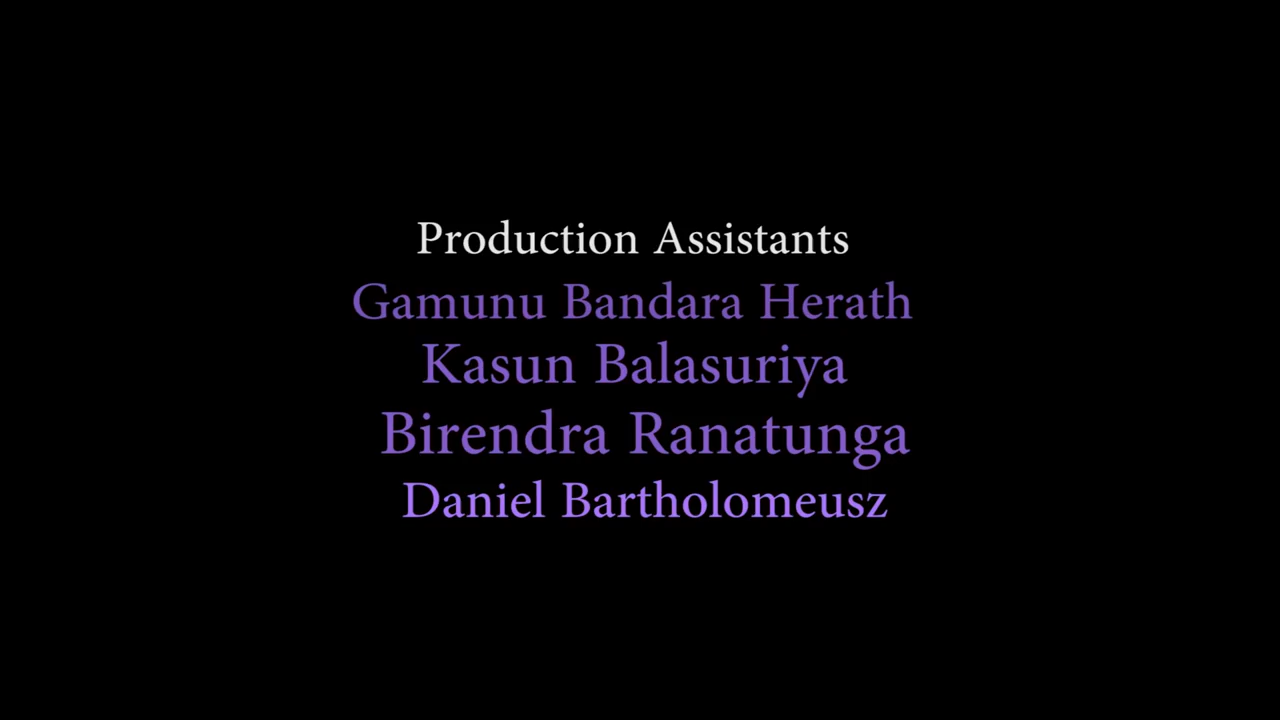 Production Assistants
Gamunu Bandara Herath
Kasun Balasuriya
Birendra Ranatunga
Daniel Bartholomeusz